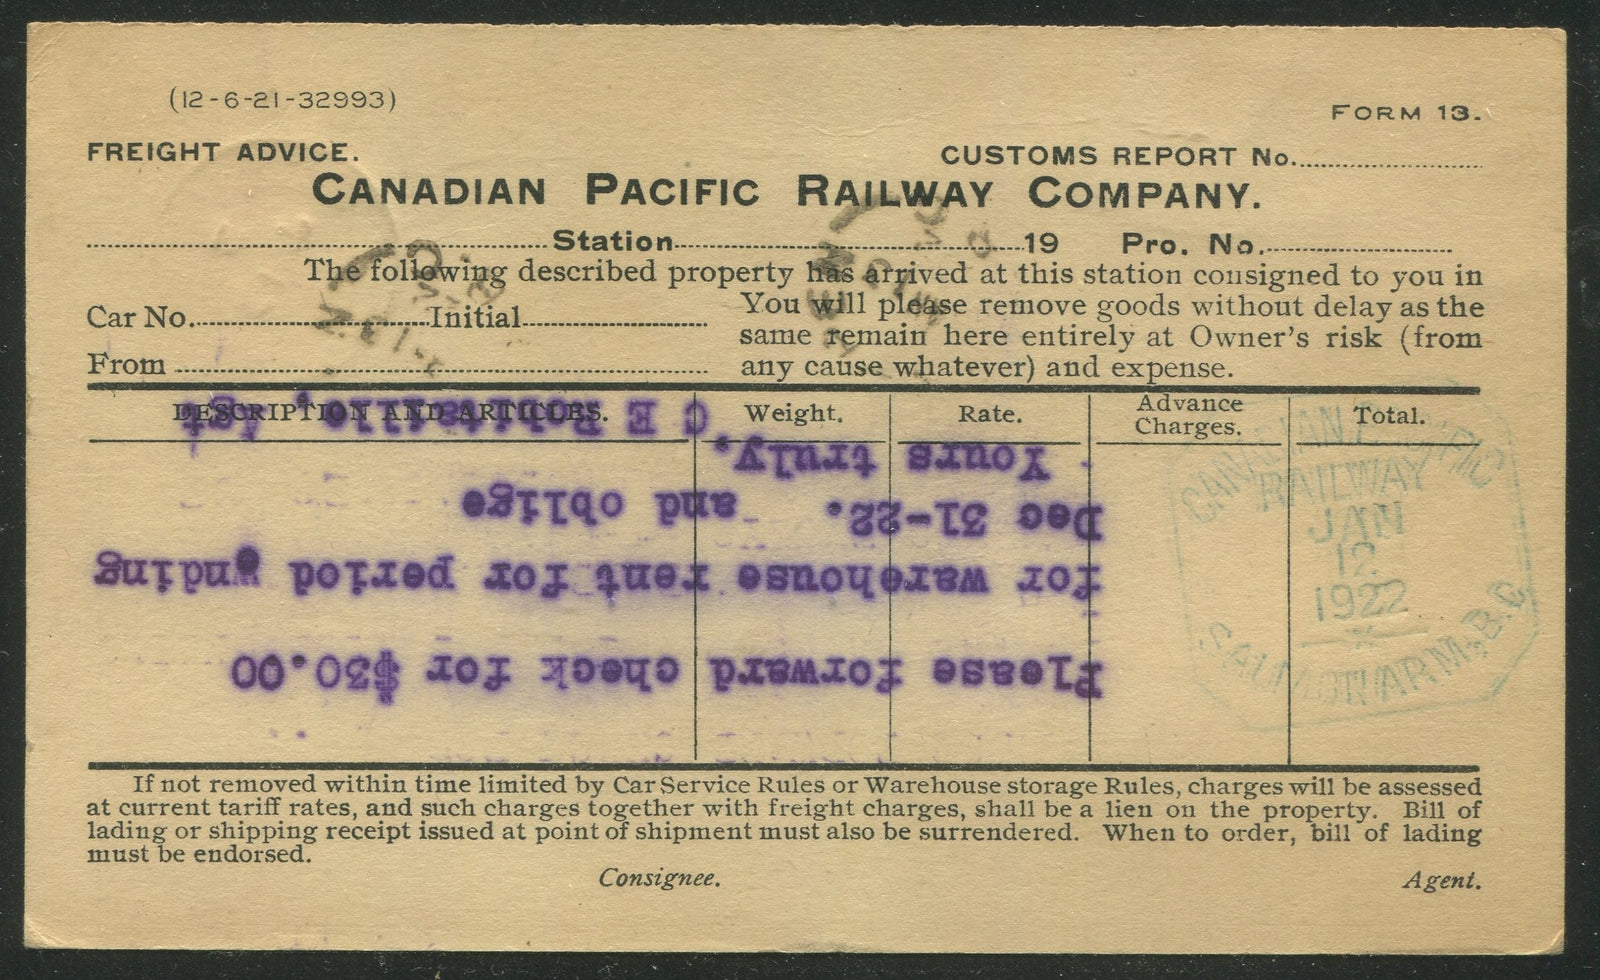 (12-6-21-32993)
FORM 13.
FREIGHT ADVICE.
CUSTOMS REPORT No.
CANADIAN PACIFIC RAILWAY COMPANY.
Station 19 Pro. No.
The following described property has arrived at this station consigned to you in
Car No. Initial
You will please remove goods without delay as the
same remain here entirely at Owner's risk (from
From
any cause whatever) and expense.
DESCRIPTION AND ARTICLES. Weight. Rate. Advance Charges. Total.
Please forward check for $30.00
for warehouse rent for period ending
Dec 31-22. and oblige
Yours truly,
C E Robitaille, Agt
CANADIAN PACIFIC
RAILWAY
JAN
12
1922
SALMON ARM, B.C.
If not removed within time limited by Car Service Rules or Warehouse storage Rules, charges will be assessed
at current tariff rates, and such charges together with freight charges, shall be a lien on the property. Bill of
lading or shipping receipt issued at point of shipment must also be surrendered. When to order, bill of lading
must be endorsed.
Consignee.
Agent.